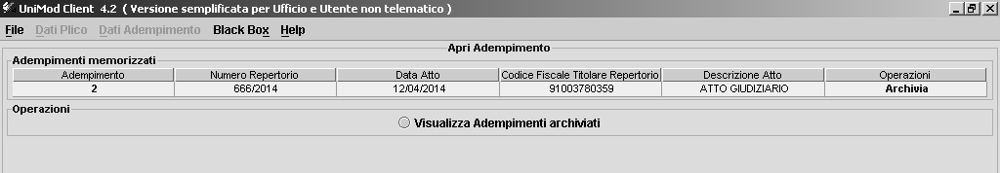 UniMod Client 4.2 ( Versione semplificata per Ufficio e Utente non telematico )
File Dati Plico Dati Adempimento Black Box Help
Apri Adempimento
Adempimenti memorizzati
Adempimento Numero Repertorio Data Atto Codice Fiscale Titolare Repertorio Descrizione Atto Operazioni
2 666/2014 12/04/2014 91003780359 ATTO GIUDIZIARIO Archivia
Operazioni
Visualizza Adempimenti archiviati